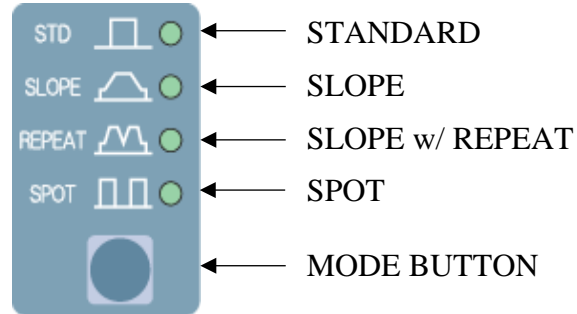 STD STANDARD
SLOPE SLOPE
REPEAT SLOPE w/ REPEAT
SPOT SPOT
MODE BUTTON